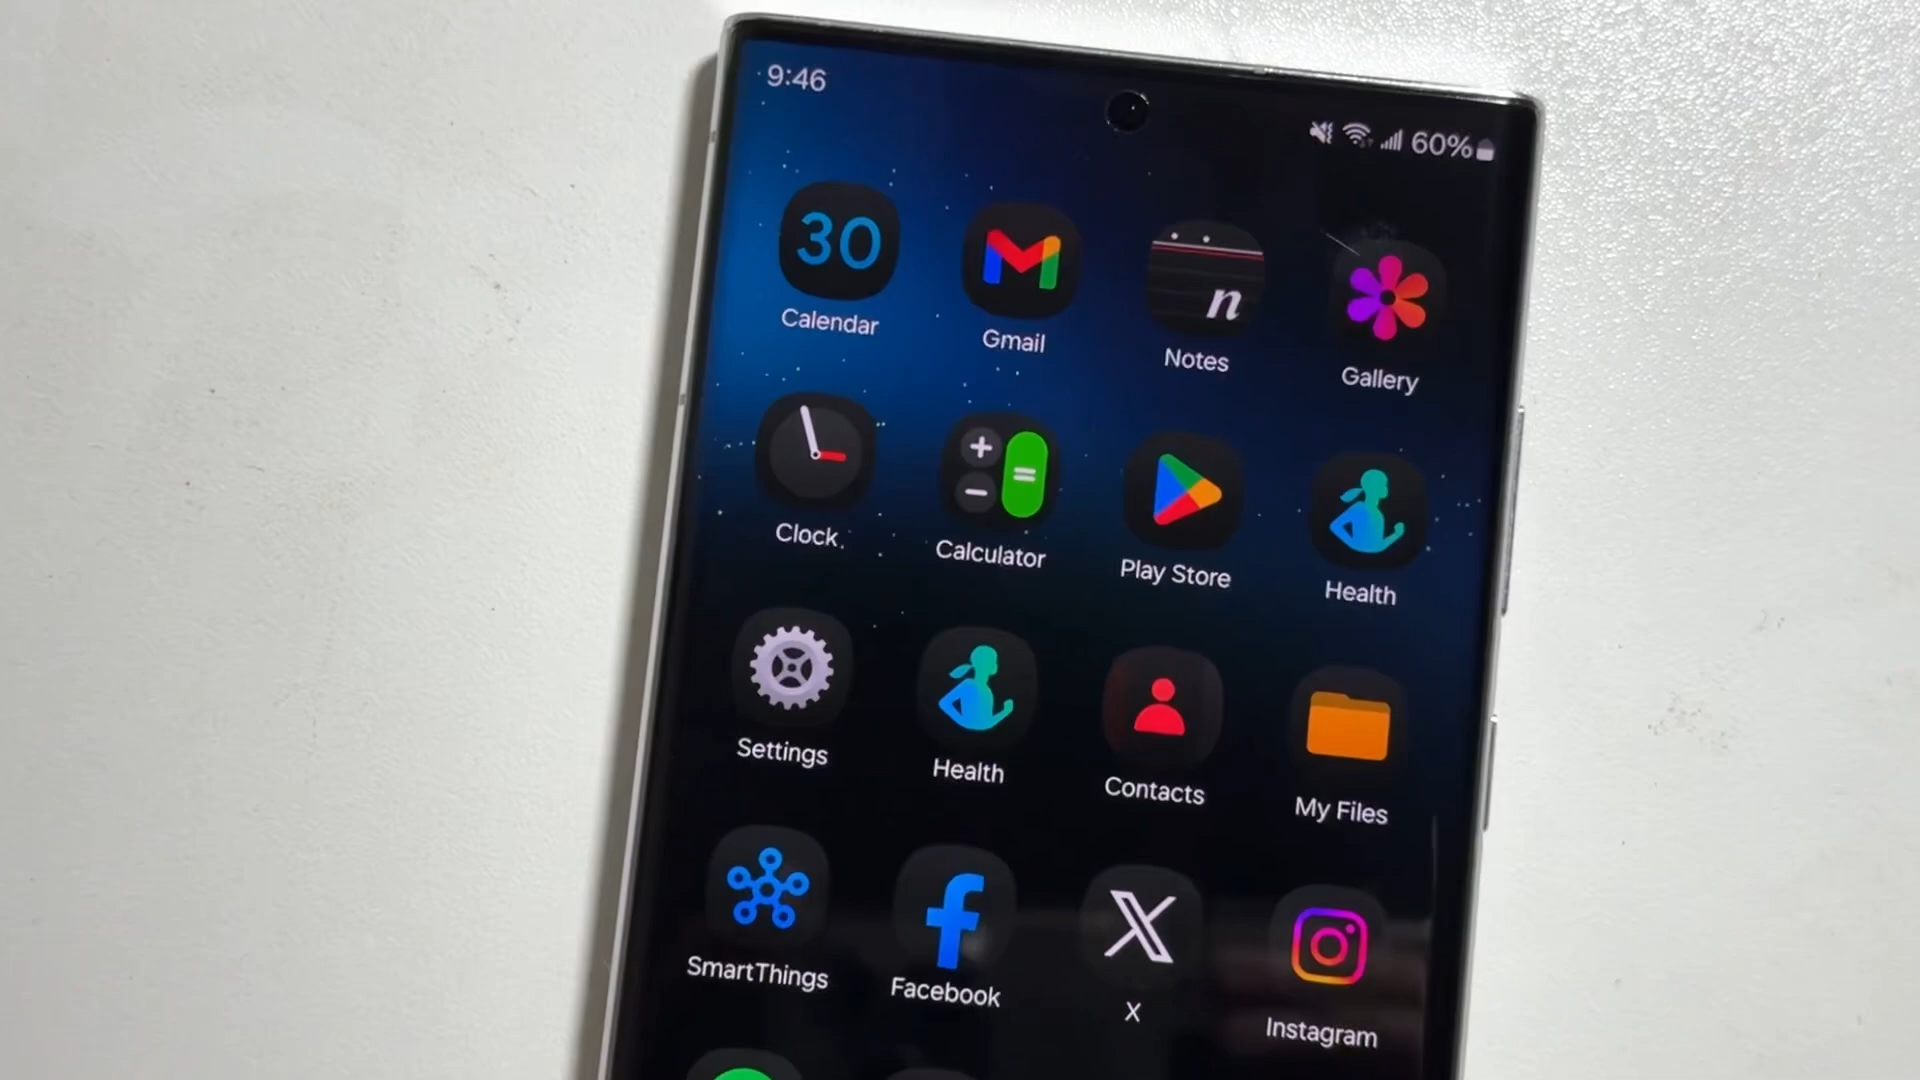 9:46
60%
30
Calendar
Gmail
n
Notes
Gallery
Clock
Calculator
Play Store
Health
Settings
Health
Contacts
My Files
SmartThings
Facebook
X
Instagram